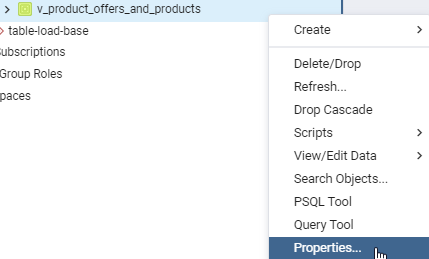 v_product_offers_and_products
table-load-base
ubscriptions
Group Roles
paces
Create
Delete/Drop
Refresh...
Drop Cascade
Scripts
View/Edit Data
Search Objects...
PSQL Tool
Query Tool
Properties...